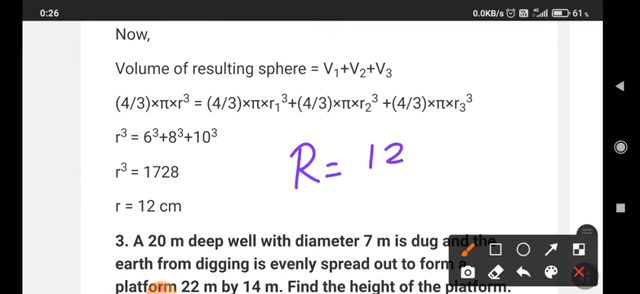 0:26 0.0KB/s 4G 61%
Now,
Volume of resulting sphere = V₁+V₂+V₃
(4/3)×π×r³ = (4/3)×π×r₁³+(4/3)×π×r₂³ +(4/3)×π×r₃³
r³ = 6³+8³+10³
R = 12
r³ = 1728
r = 12 cm
3. A 20 m deep well with diameter 7 m is dug and the
earth from digging is evenly spread out to form a
platform 22 m by 14 m. Find the height of the platform.